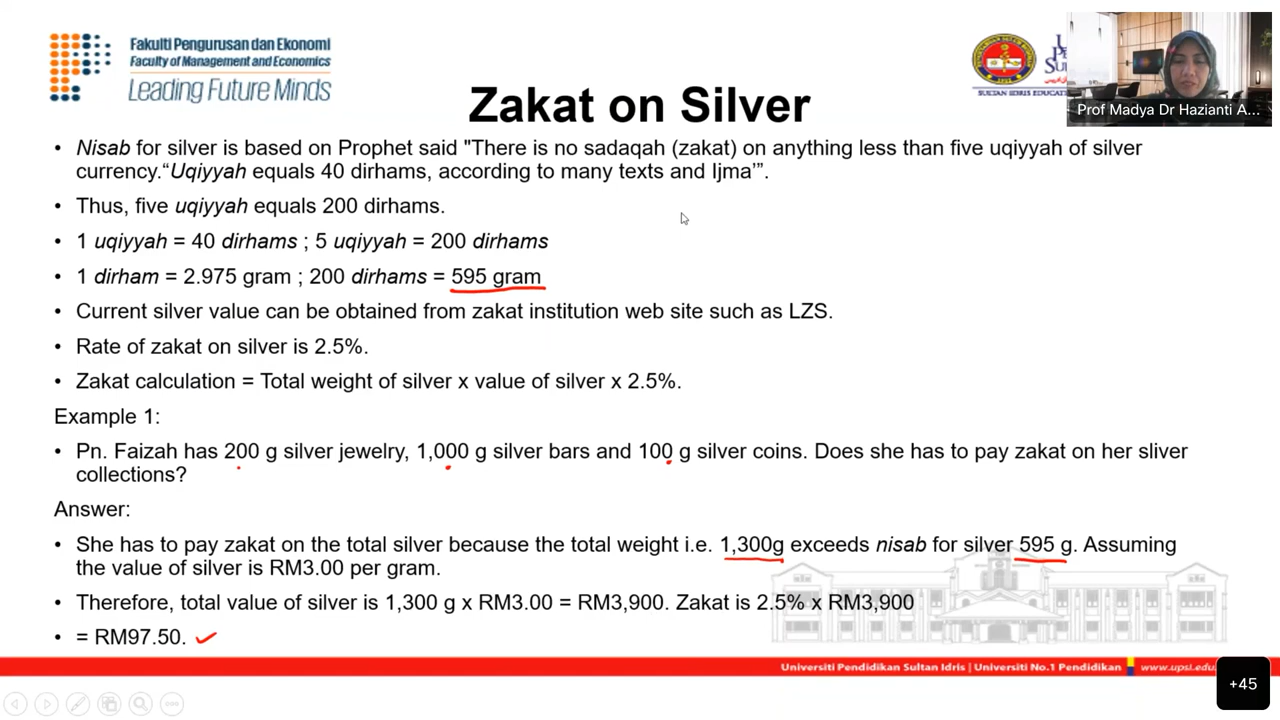 Fakulti Pengurusan dan Ekonomi
Faculty of Management and Economics
Leading Future Minds
SULTAN IDRIS EDUCAT
Prof Madya Dr Hazianti A...
Zakat on Silver
• Nisab for silver is based on Prophet said "There is no sadaqah (zakat) on anything less than five uqiyyah of silver
currency.“Uqiyyah equals 40 dirhams, according to many texts and Ijma’”.
• Thus, five uqiyyah equals 200 dirhams.
• 1 uqiyyah = 40 dirhams ; 5 uqiyyah = 200 dirhams
• 1 dirham = 2.975 gram ; 200 dirhams = 595 gram
• Current silver value can be obtained from zakat institution web site such as LZS.
• Rate of zakat on silver is 2.5%.
• Zakat calculation = Total weight of silver x value of silver x 2.5%.
Example 1:
• Pn. Faizah has 200 g silver jewelry, 1,000 g silver bars and 100 g silver coins. Does she has to pay zakat on her sliver
collections?
Answer:
• She has to pay zakat on the total silver because the total weight i.e. 1,300g exceeds nisab for silver 595 g. Assuming
the value of silver is RM3.00 per gram.
• Therefore, total value of silver is 1,300 g x RM3.00 = RM3,900. Zakat is 2.5% x RM3,900
• = RM97.50.
Universiti Pendidikan Sultan Idris | Universiti No.1 Pendidikan www.upsi.edu.
+45